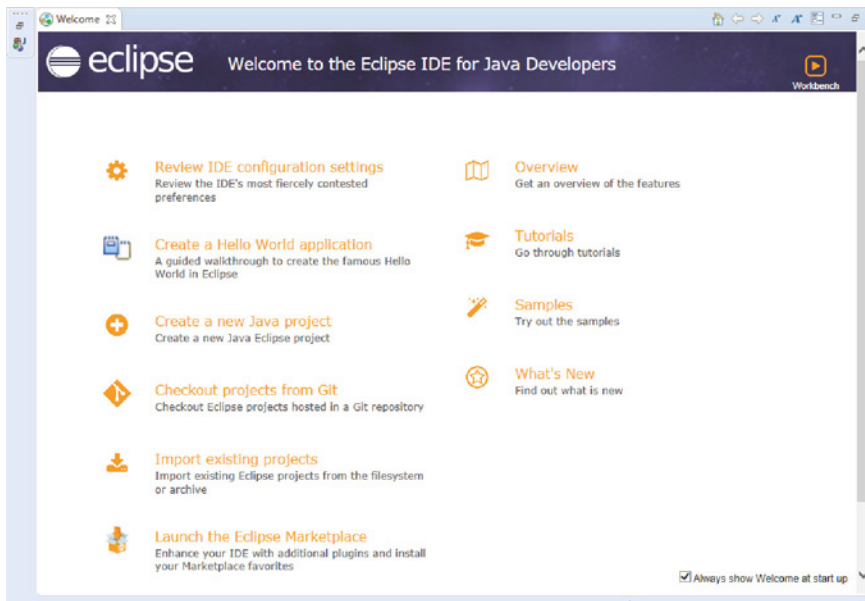 Welcome
eclipse
Welcome to the Eclipse IDE for Java Developers
Workbench
Review IDE configuration settings
Review the IDE's most fiercely contested
preferences
Create a Hello World application
A guided walkthrough to create the famous Hello
World in Eclipse
Create a new Java project
Create a new Java Eclipse project
Checkout projects from Git
Checkout Eclipse projects hosted in a Git repository
Import existing projects
Import existing Eclipse projects from the filesystem
or archive
Launch the Eclipse Marketplace
Enhance your IDE with additional plugins and install
your Marketplace favorites
Overview
Get an overview of the features
Tutorials
Go through tutorials
Samples
Try out the samples
What's New
Find out what is new
Always show Welcome at start up